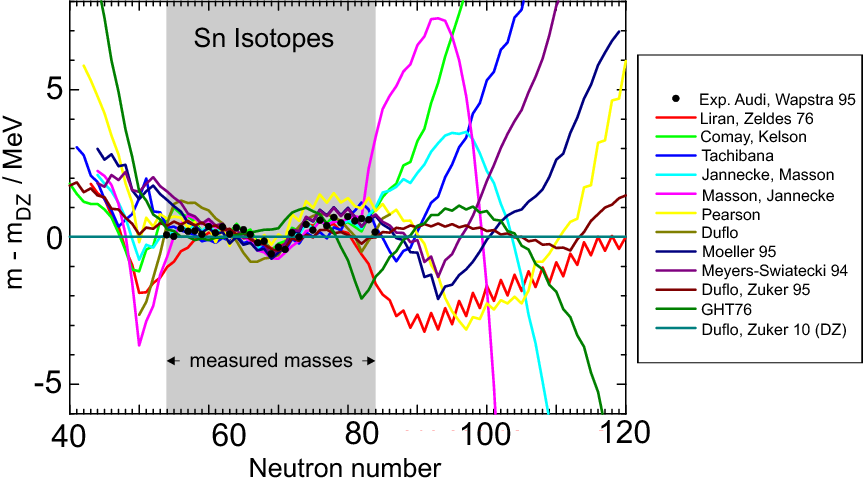 Sn Isotopes
5
0
-5
m - mDZ / MeV
measured masses
40
60
80
100
120
Neutron number
Exp. Audi, Wapstra 95
Liran, Zeldes 76
Comay, Kelson
Tachibana
Jannecke, Masson
Masson, Jannecke
Pearson
Duflo
Moeller 95
Meyers-Swiatecki 94
Duflo, Zuker 95
GHT76
Duflo, Zuker 10 (DZ)